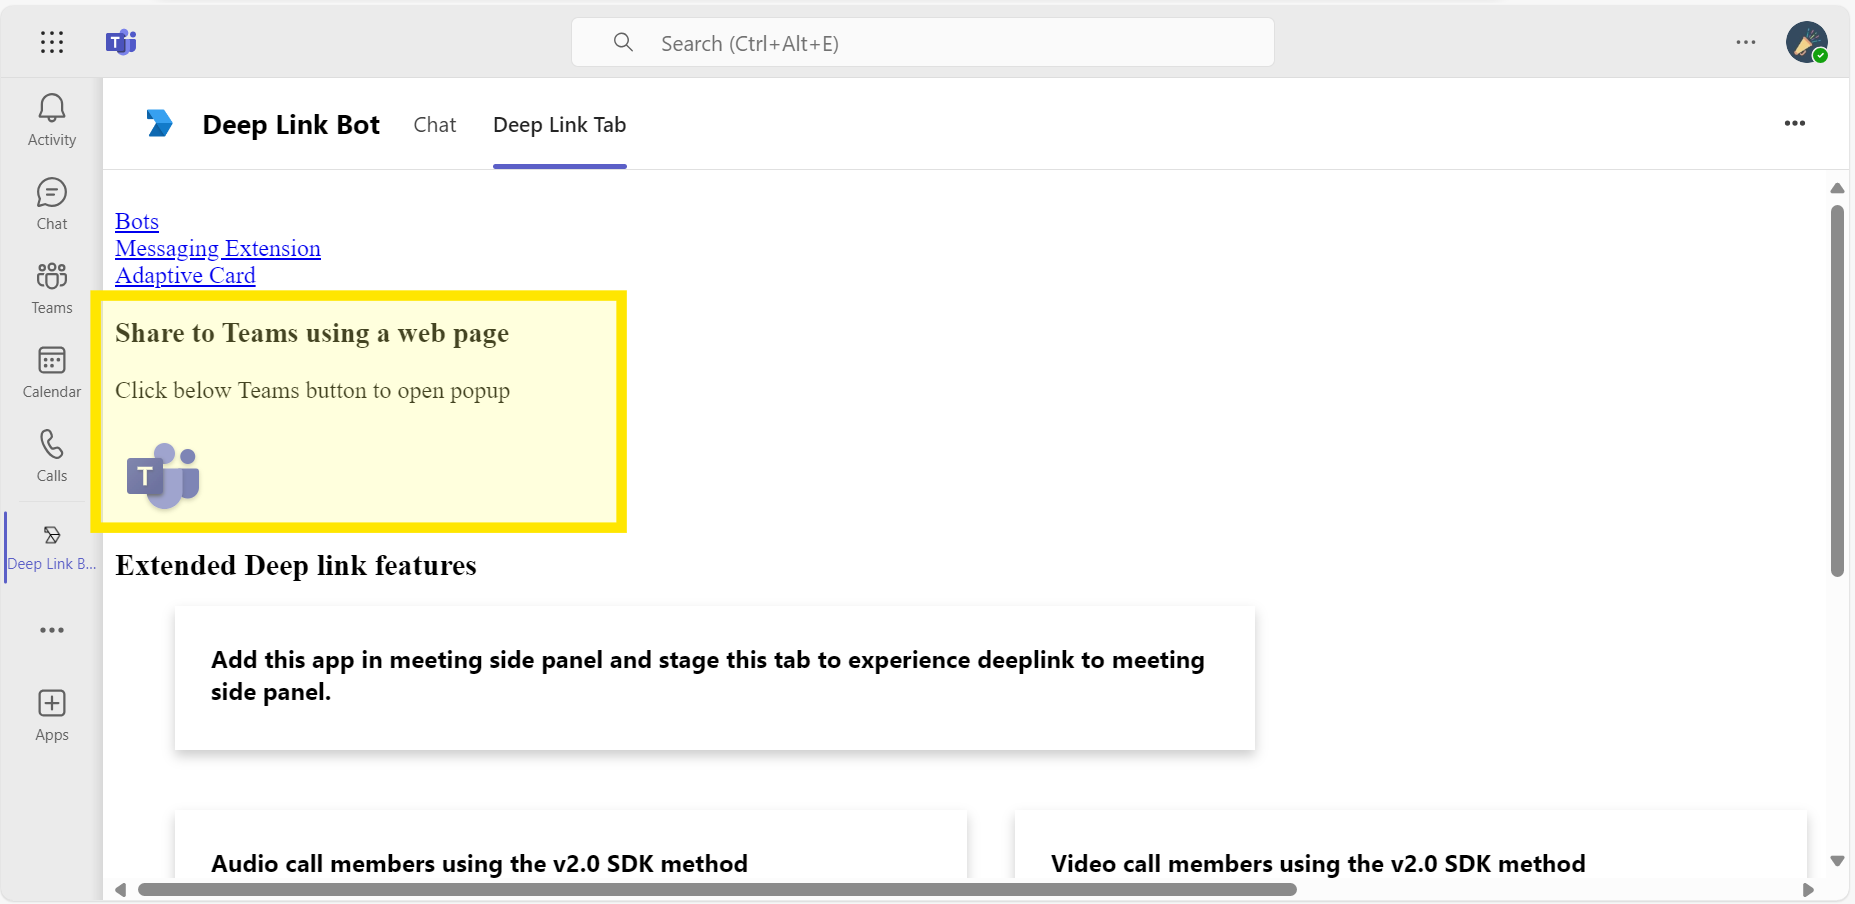 Search (Ctrl+Alt+E)
Activity
Chat
Teams
Calendar
Calls
Deep Link B...
Apps
Deep Link Bot
Chat
Deep Link Tab
Bots
Messaging Extension
Adaptive Card
Share to Teams using a web page
Click below Teams button to open popup
T
Extended Deep link features
Add this app in meeting side panel and stage this tab to experience deeplink to meeting
side panel.
Audio call members using the v2.0 SDK method
Video call members using the v2.0 SDK method